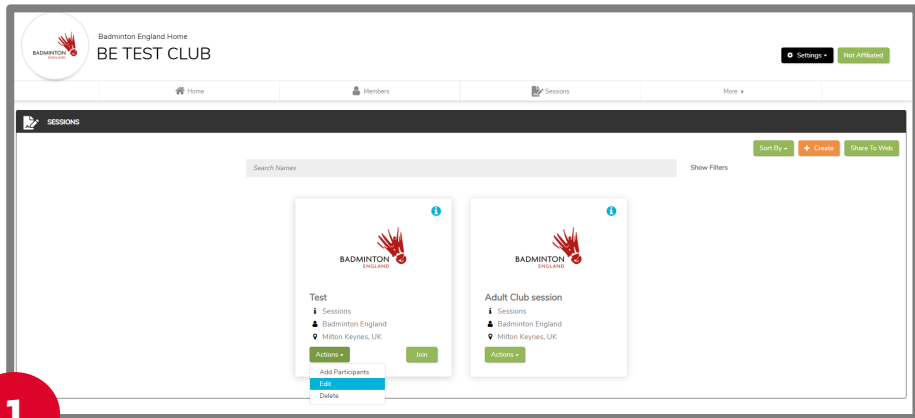 BADMINTON
ENGLAND
Badminton England Home
BE TEST CLUB
Settings
Not Affiliated
Home
Members
Sessions
More
SESSIONS
Sort By
+ Create
Share To Web
Search Names
Show Filters
BADMINTON
ENGLAND
Test
Sessions
Badminton England
Milton Keynes, UK
Actions
Join
Add Participants
Edit
Delete
BADMINTON
ENGLAND
Adult Club session
Sessions
Badminton England
Milton Keynes, UK
Actions
1